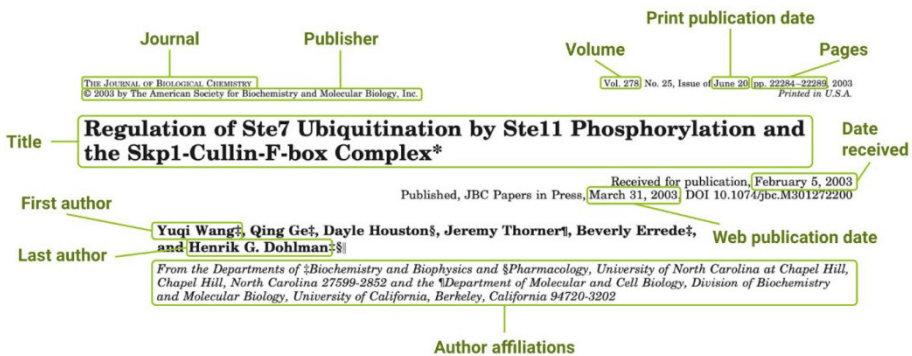 Print publication date
Journal
Publisher
Volume
Pages
THE JOURNAL OF BIOLOGICAL CHEMISTRY
© 2003 by The American Society for Biochemistry and Molecular Biology, Inc.
Vol. 278, No. 25, Issue of June 20, pp. 22284–22289, 2003
Printed in U.S.A.
Title
Regulation of Ste7 Ubiquitination by Ste11 Phosphorylation and
the Skp1-Cullin-F-box Complex*
Date
received
Received for publication, February 5, 2003
Published, JBC Papers in Press, March 31, 2003, DOI 10.1074/jbc.M301272200
First author
Yuqi Wang‡, Qing Ge‡, Dayle Houston§, Jeremy Thorner¶, Beverly Errede‡,
Web publication date
Last author
and Henrik G. Dohlman‡§‖
From the Departments of ‡Biochemistry and Biophysics and §Pharmacology, University of North Carolina at Chapel Hill,
Chapel Hill, North Carolina 27599-2852 and the ¶Department of Molecular and Cell Biology, Division of Biochemistry
and Molecular Biology, University of California, Berkeley, California 94720-3202
Author affiliations